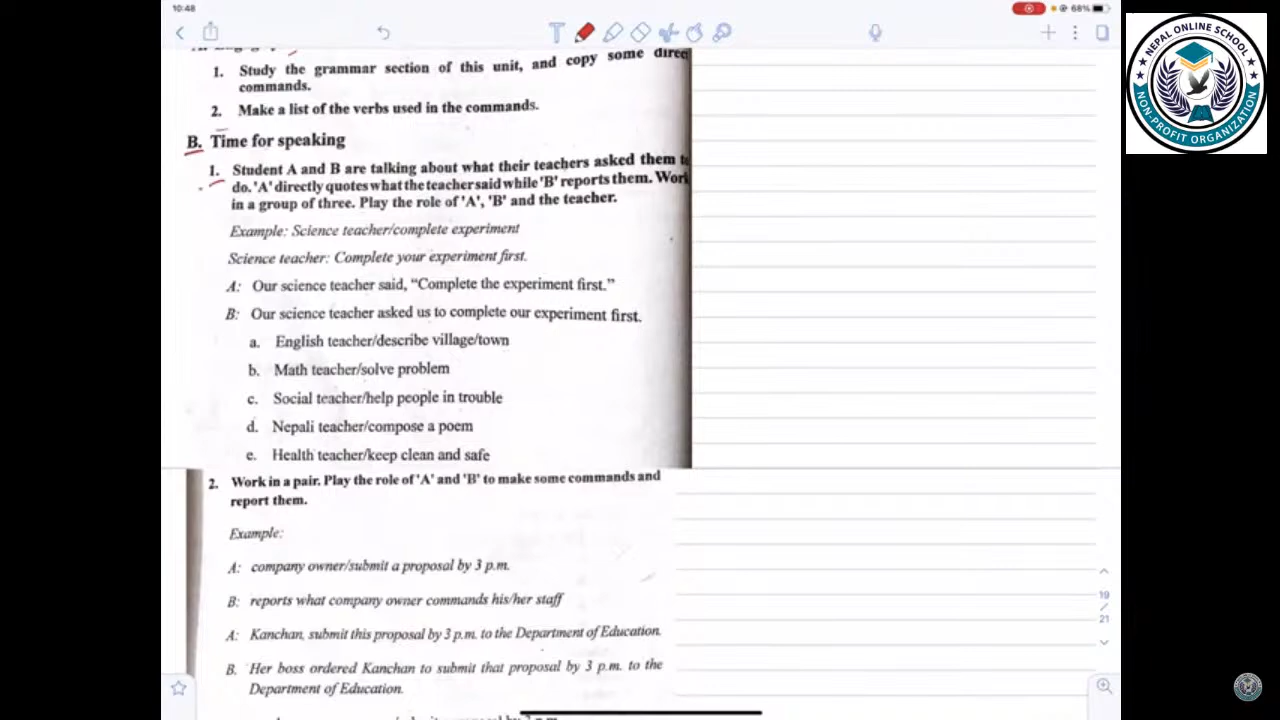 10:48
68%
NEPAL ONLINE SCHOOL
NON-PROFIT ORGANIZATION
1. Study the grammar section of this unit, and copy some direct
commands.
2. Make a list of the verbs used in the commands.
B. Time for speaking
1. Student A and B are talking about what their teachers asked them to
do. 'A' directly quotes what the teacher said while 'B' reports them. Work
in a group of three. Play the role of 'A', 'B' and the teacher.
Example: Science teacher/complete experiment
Science teacher: Complete your experiment first.
A: Our science teacher said, "Complete the experiment first."
B: Our science teacher asked us to complete our experiment first.
a. English teacher/describe village/town
b. Math teacher/solve problem
c. Social teacher/help people in trouble
d. Nepali teacher/compose a poem
e. Health teacher/keep clean and safe
2. Work in a pair. Play the role of 'A' and 'B' to make some commands and
report them.
Example:
A: company owner/submit a proposal by 3 p.m.
B: reports what company owner commands his/her staff
A: Kanchan, submit this proposal by 3 p.m. to the Department of Education.
B. Her boss ordered Kanchan to submit that proposal by 3 p.m. to the
Department of Education.
19
/
21